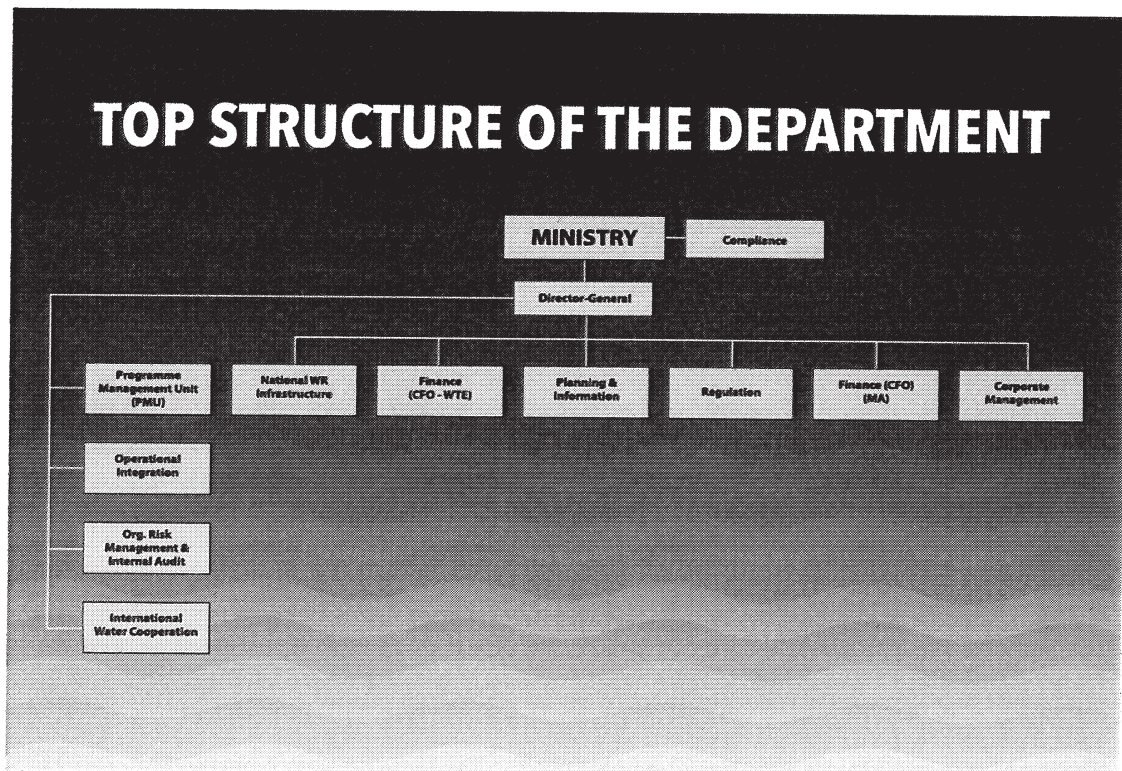 TOP STRUCTURE OF THE DEPARTMENT
MINISTRY
Compliance
Director-General
Programme
Management Unit
(PMU)
National WR
Infrastructure
Finance
(CFO - WTE)
Planning &
Information
Regulation
Finance (CFO)
(MA)
Corporate
Management
Operational
Integration
Org. Risk
Management &
Internal Audit
International
Water Cooperation